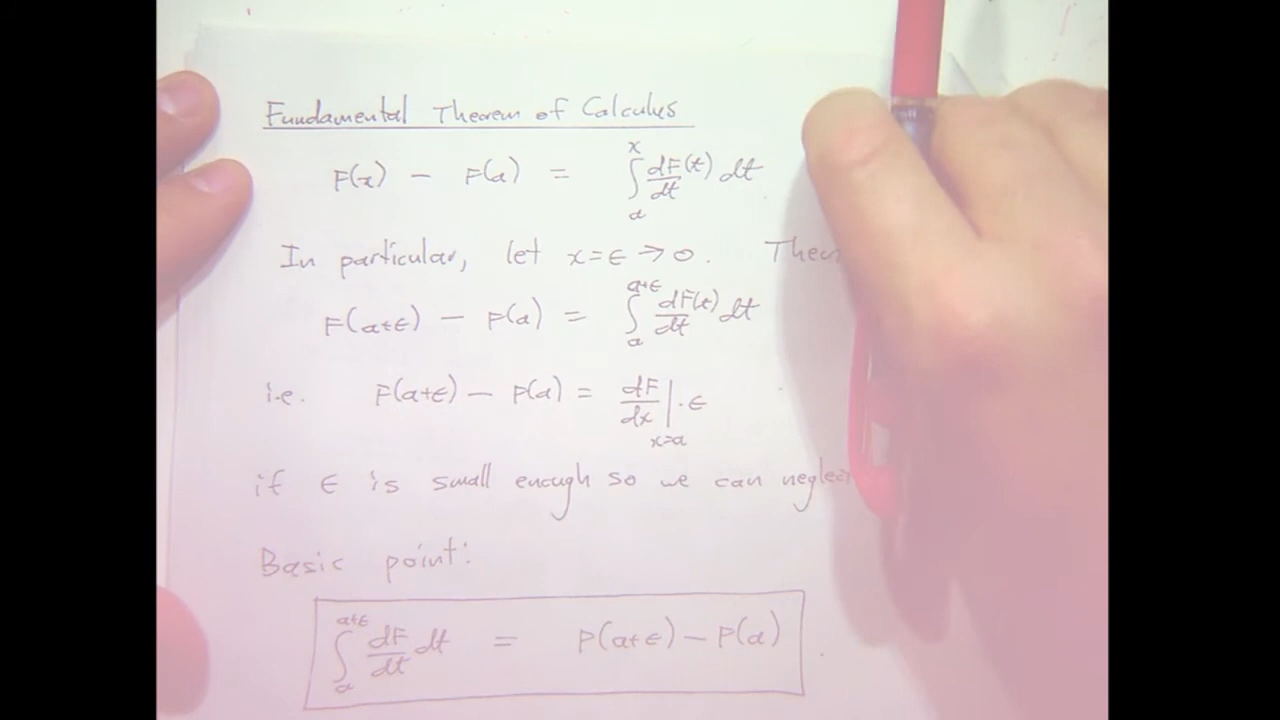 Fundamental Theorem of Calculus
F(x) - F(a) = ∫_a^x dF(t)/dt dt
In particular, let x=ϵ→0. Then
F(a+ϵ) - F(a) = ∫_a^{a+ϵ} dF(t)/dt dt
i.e. F(a+ϵ) - F(a) = dF/dx |_{x=a} · ϵ
if ϵ is small enough so we can
Basic point:
∫_a^{a+ϵ} dF/dt dt = F(a+ϵ) - F(a)